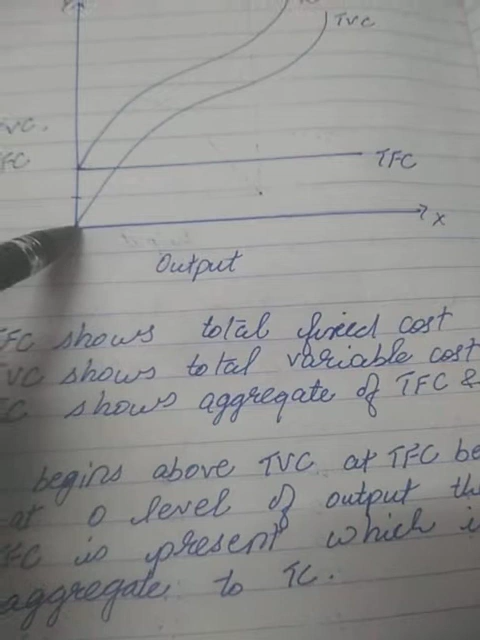 TVC
VC.
FC
TFC
X
Output
FC shows total fixed cost
VC shows total variable cost
C shows aggregate of TFC &
begins above TVC at TFC be
at 0 level of output th
FC is present which i
aggregate to TC.